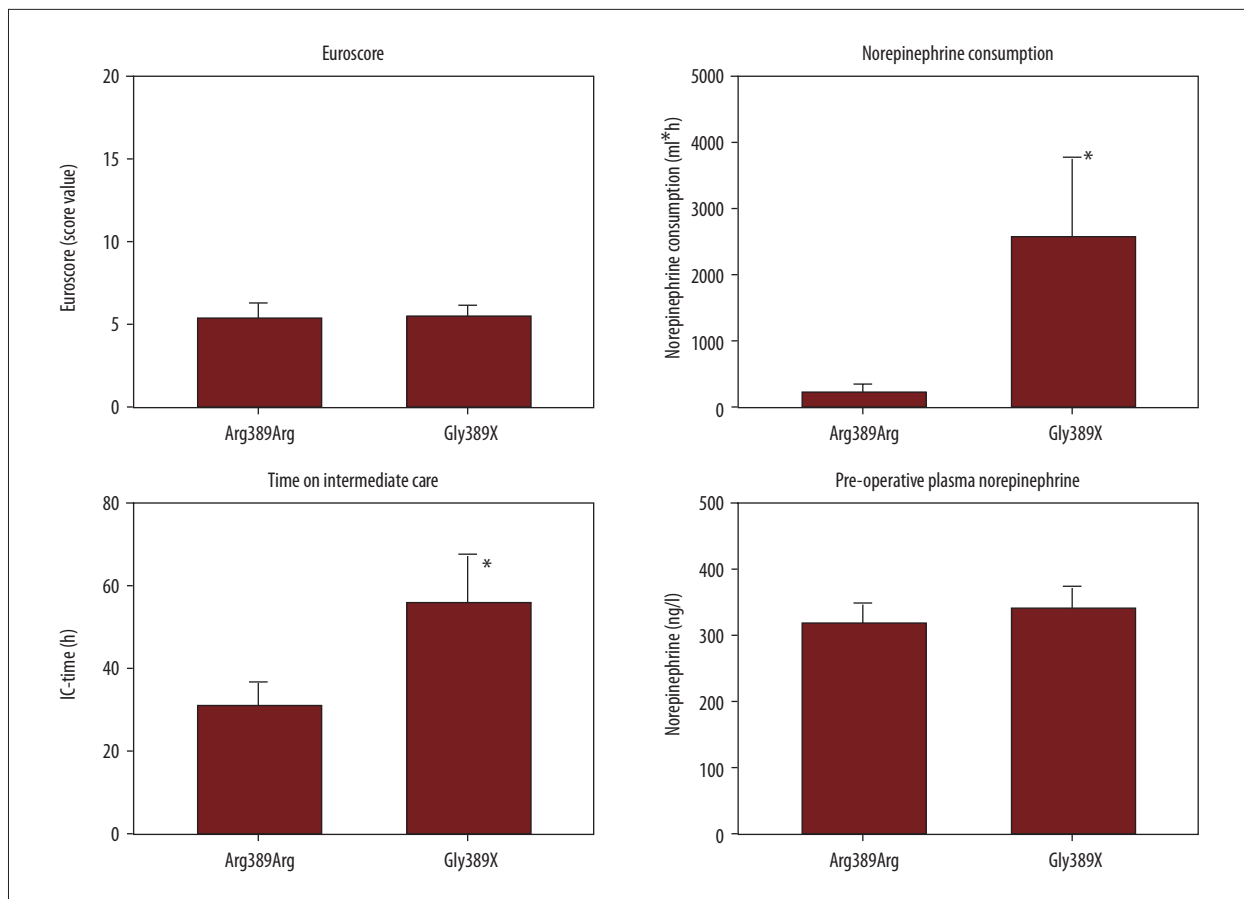 Euroscore
Euroscore (score value)
20
15
10
5
0
Arg389Arg Gly389X
Norepinephrine consumption
Norepinephrine consumption (ml*h)
5000
4000
3000
2000
1000
0
*
Arg389Arg Gly389X
Time on intermediate care
IC-time (h)
80
60
40
20
0
*
Arg389Arg Gly389X
Pre-operative plasma norepinephrine
Norepinephrine (ng/l)
500
400
300
200
100
0
Arg389Arg Gly389X